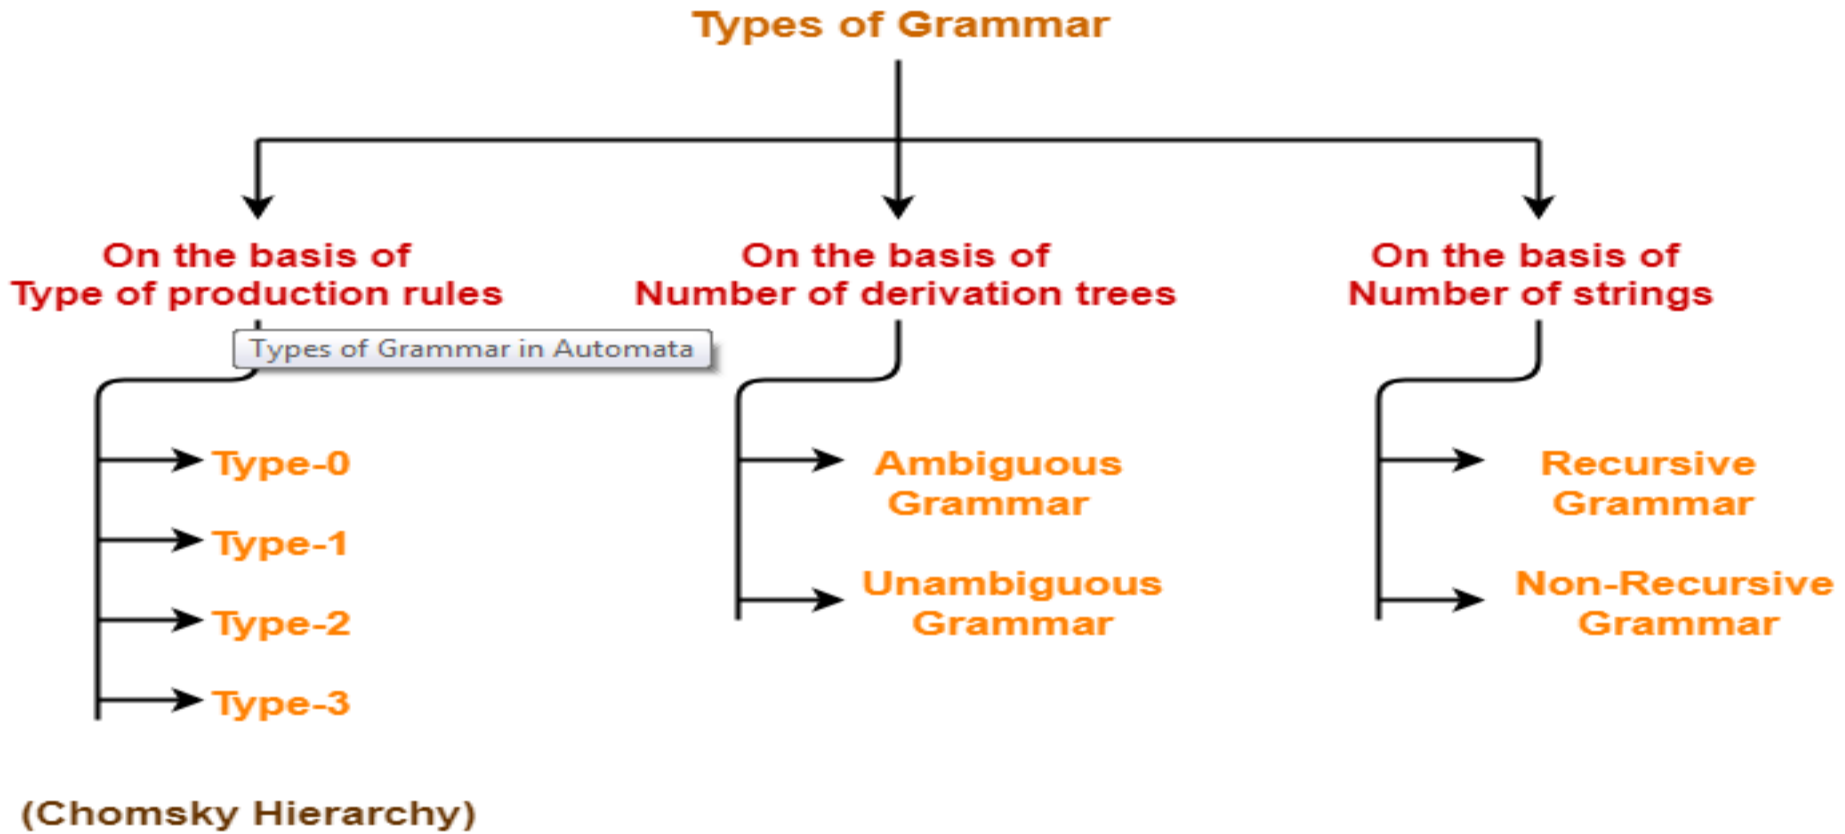 Types of Grammar
On the basis of
Type of production rules
Types of Grammar in Automata
Type-0
Type-1
Type-2
Type-3
(Chomsky Hierarchy)
On the basis of
Number of derivation trees
Ambiguous
Grammar
Unambiguous
Grammar
On the basis of
Number of strings
Recursive
Grammar
Non-Recursive
Grammar